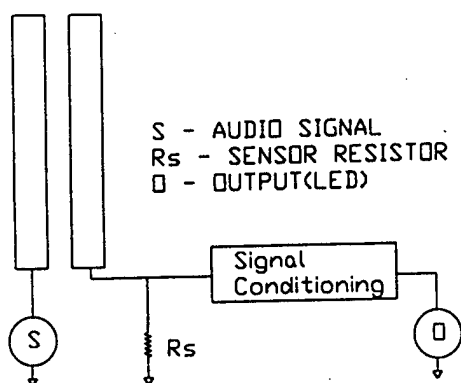 S - AUDIO SIGNAL
Rs - SENSOR RESISTOR
O - OUTPUT(LED)
Signal
Conditioning
S
Rs
O